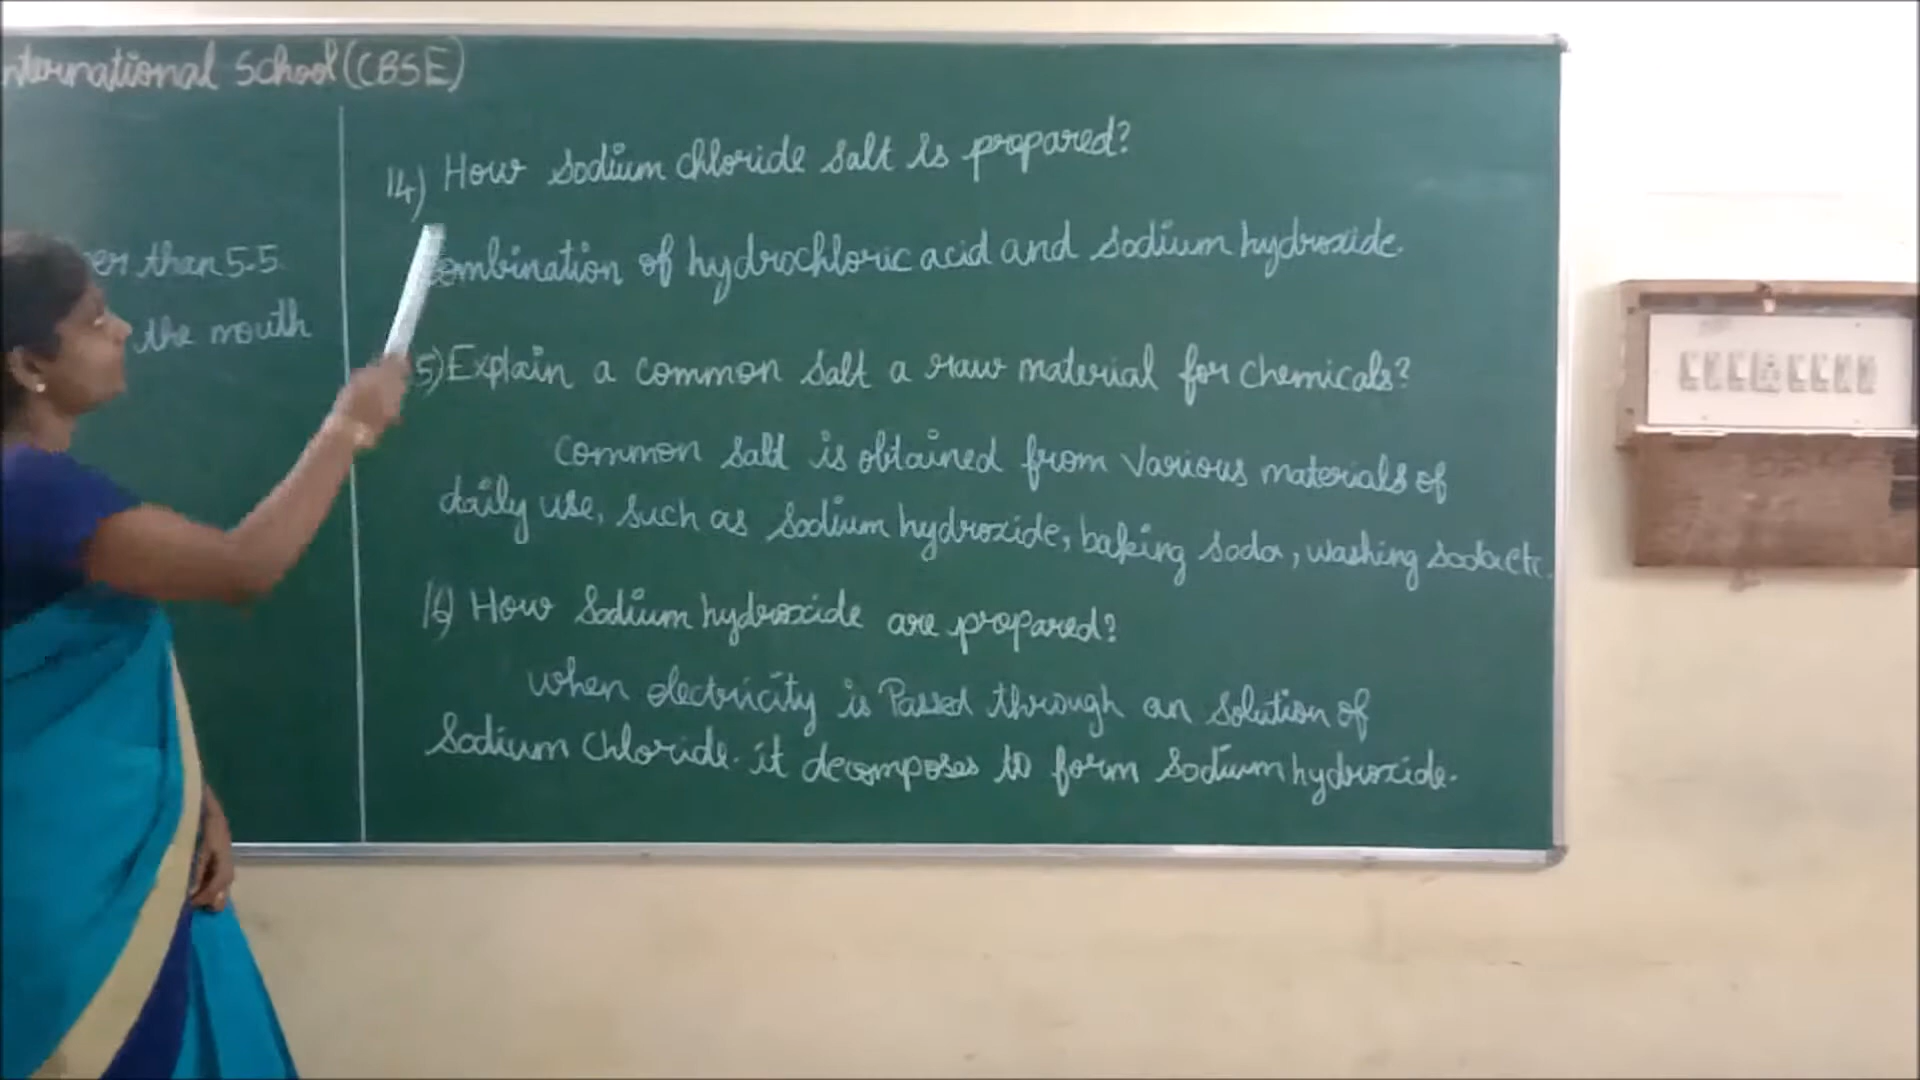 International School (CBSE)
than 5.5
the mouth
14) How Sodium chloride salt is prepared?
Combination of hydrochloric acid and sodium hydroxide.
5) Explain a common salt a raw material for chemicals?
Common salt is obtained from various materials of
daily use, such as sodium hydroxide, baking soda, washing soda etc.
16) How Sodium hydroxide are prepared?
when electricity is Passed through an solution of
Sodium Chloride. it decomposes to form sodium hydroxide.